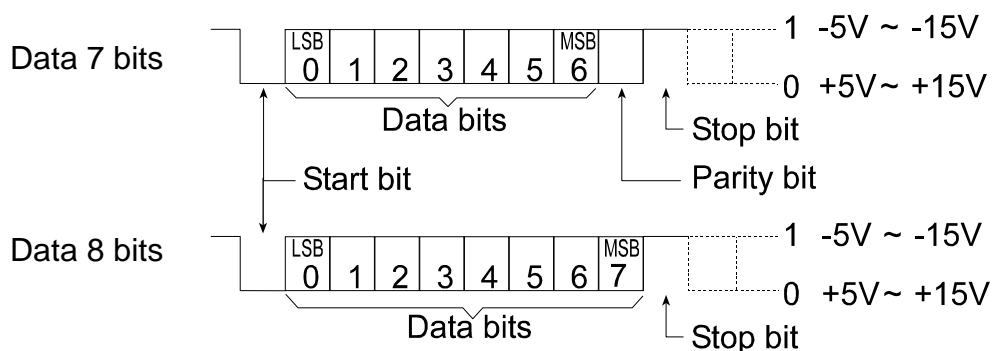 1 -5V ~ -15V
Data 7 bits
LSB MSB
0 1 2 3 4 5 6
0 +5V~ +15V
Data bits
Stop bit
Start bit
Parity bit
Data 8 bits
1 -5V ~ -15V
LSB MSB
0 1 2 3 4 5 6 7
0 +5V~ +15V
Data bits
Stop bit